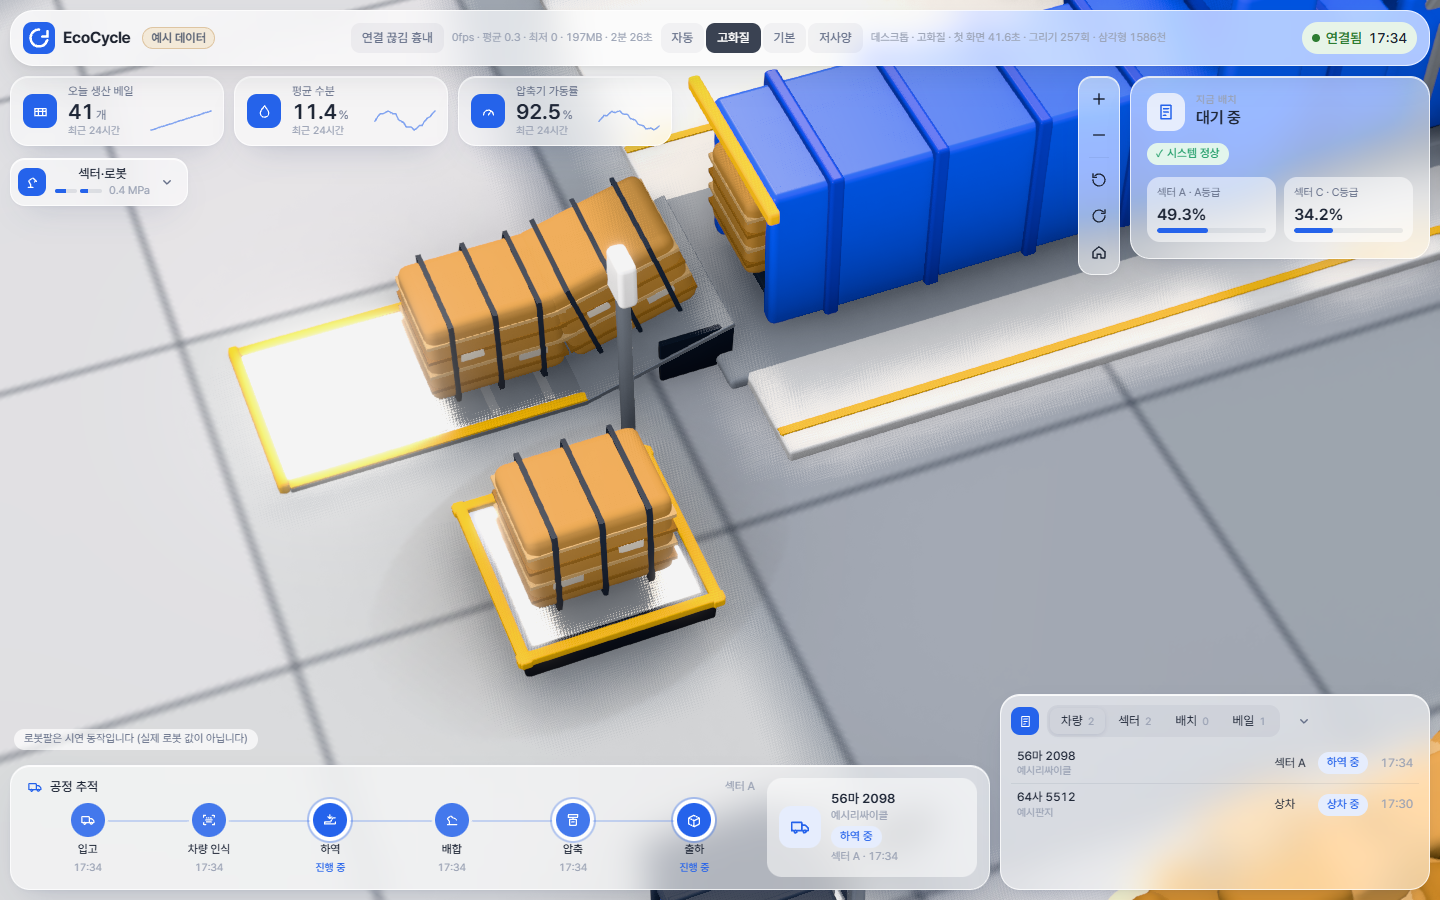 EcoCycle
예시 데이터
연결 끊김 흉내
0fps · 평균 0.3 · 최저 0 · 197MB · 2분 26초
자동
고화질
기본
저사양
데스크톱 · 고화질 · 첫 화면 41.6초 · 그리기 257회 · 삼각형 1586천
연결됨 17:34
오늘 생산 베일
41개
최근 24시간
평균 수분
11.4%
최근 24시간
압축기 가동률
92.5%
최근 24시간
섹터·로봇
0.4 MPa
지금 배치
대기 중
✓ 시스템 정상
섹터 A · A등급
49.3%
섹터 C · C등급
34.2%
로봇팔은 시연 동작입니다 (실제 로봇 값이 아닙니다)
공정 추적
섹터 A
입고
17:34
차량 인식
17:34
하역
진행 중
배합
17:34
압축
17:34
출하
진행 중
56마 2098
예시리싸이클
하역 중
섹터 A · 17:34
차량 2
섹터 2
배치 0
베일 1
56마 2098
예시리싸이클
섹터 A
하역 중
17:34
64사 5512
예시판지
상차
상차 중
17:30